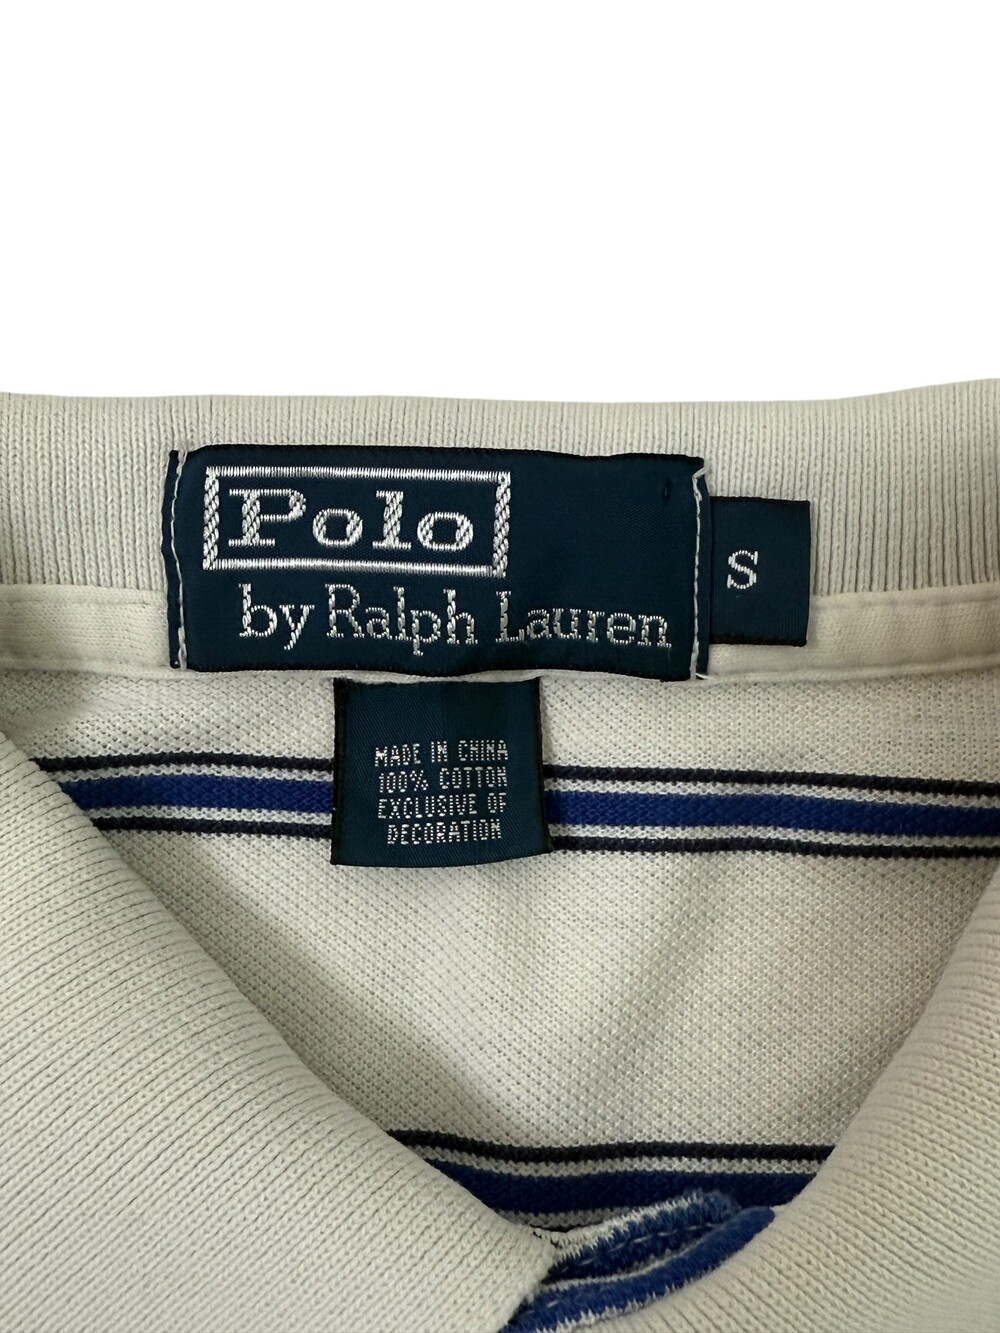 Polo
by Ralph Lauren
S
MADE IN CHINA
100% COTTON
EXCLUSIVE OF
DECORATION